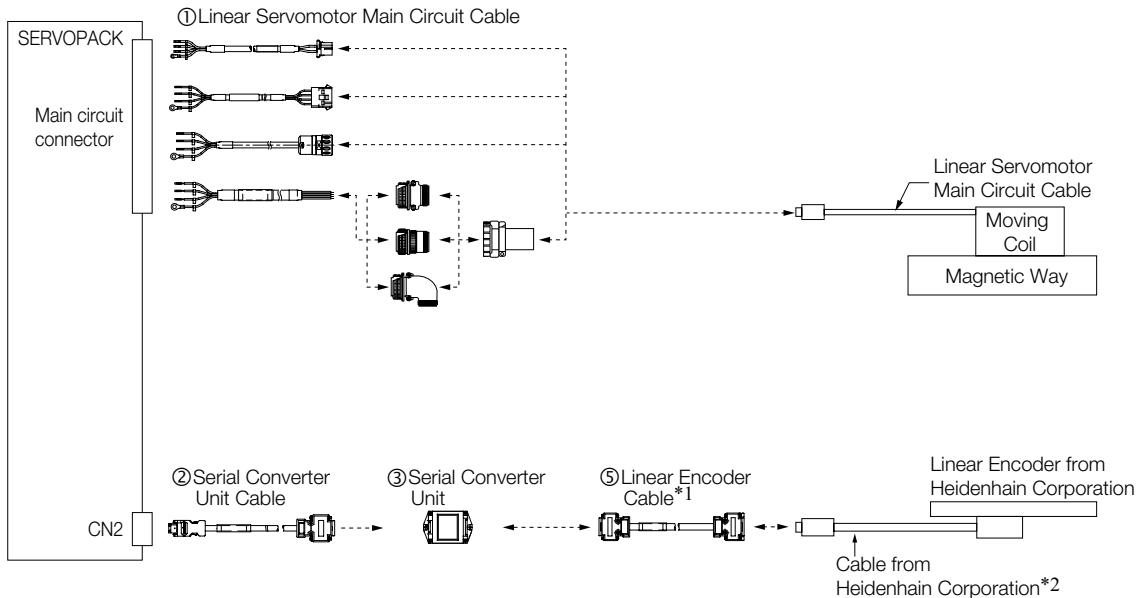 ①Linear Servomotor Main Circuit Cable
SERVOPACK
Main circuit
connector
Linear Servomotor
Main Circuit Cable
Moving
Coil
Magnetic Way
②Serial Converter
Unit Cable
③Serial Converter
Unit
⑤Linear Encoder
Cable*1
Linear Encoder from
Heidenhain Corporation
CN2
Cable from
Heidenhain Corporation*2